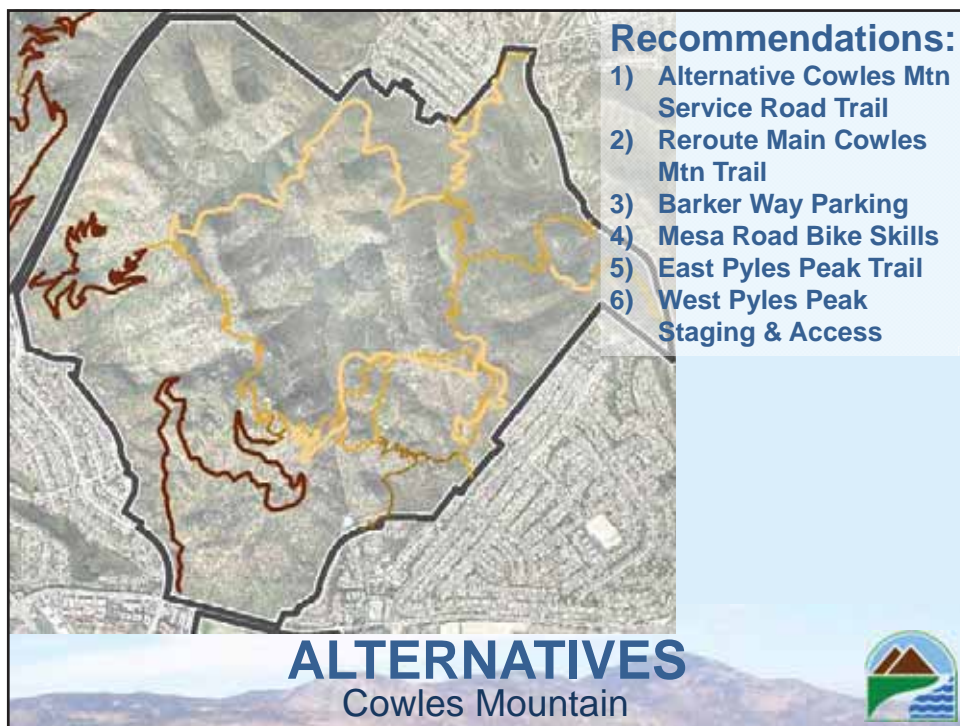 Recommendations:
1) Alternative Cowles Mtn
Service Road Trail
2) Reroute Main Cowles
Mtn Trail
3) Barker Way Parking
4) Mesa Road Bike Skills
5) East Pyles Peak Trail
6) West Pyles Peak
Staging & Access
ALTERNATIVES
Cowles Mountain